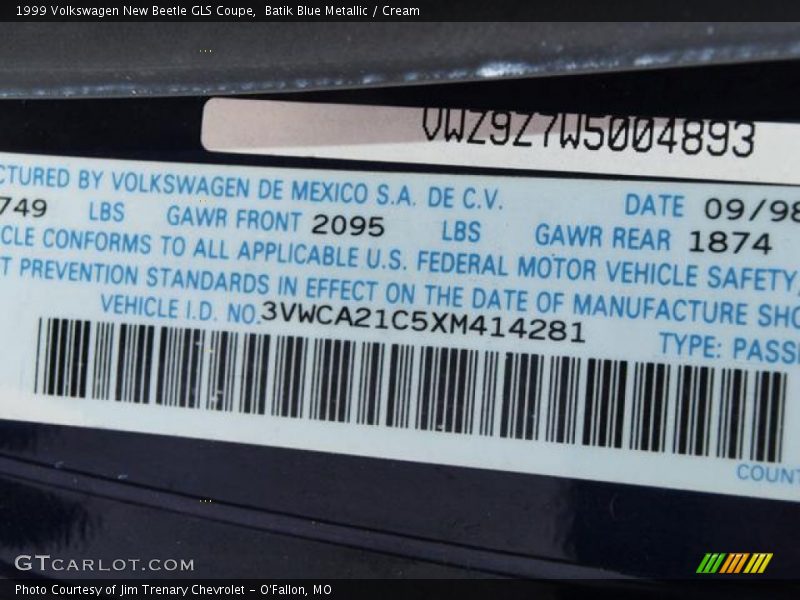 1999 Volkswagen New Beetle GLS Coupe, Batik Blue Metallic / Cream
VWZ9Z7W5004893
CTURED BY VOLKSWAGEN DE MEXICO S.A. DE C.V. DATE 09/98
749 LBS GAWR FRONT 2095 LBS GAWR REAR 1874
CLE CONFORMS TO ALL APPLICABLE U.S. FEDERAL MOTOR VEHICLE SAFETY,
T PREVENTION STANDARDS IN EFFECT ON THE DATE OF MANUFACTURE SHO
VEHICLE I.D. NO. 3VWCA21C5XM414281 TYPE: PASSE
COUNT
GTCARLOT.COM
Photo Courtesy of Jim Trenary Chevrolet - O'Fallon, MO